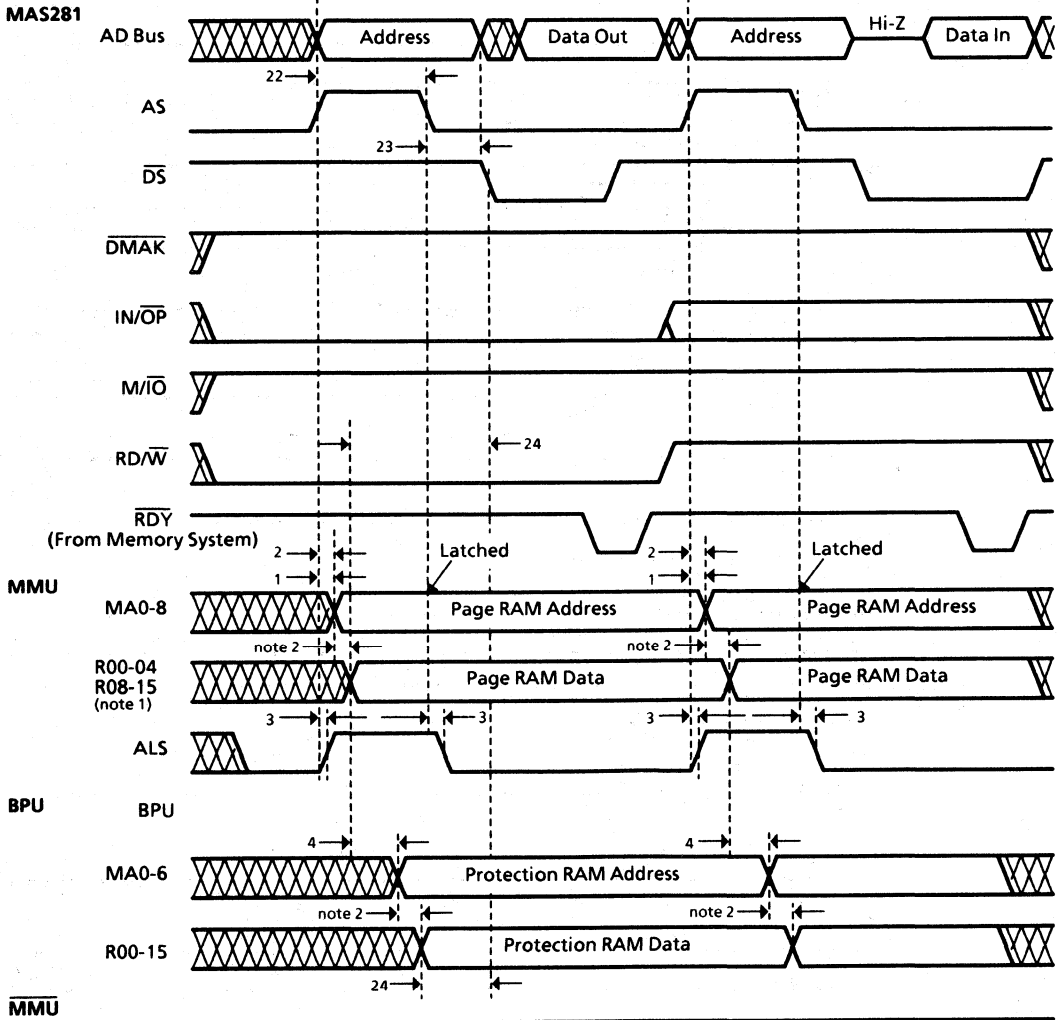 MAS281
AD Bus
Address
Data Out
Address
Hi-Z
Data In
22
AS
23
DS
DMAK
IN/OP
M/IO
24
RD/W
RDY
(From Memory System)
2
Latched
2
Latched
1
1
MMU
MA0-8
Page RAM Address
Page RAM Address
note 2
note 2
R00-04
R08-15
(note 1)
Page RAM Data
Page RAM Data
3
3
3
3
ALS
BPU
BPU
4
4
MA0-6
Protection RAM Address
note 2
note 2
R00-15
Protection RAM Data
24
MMU